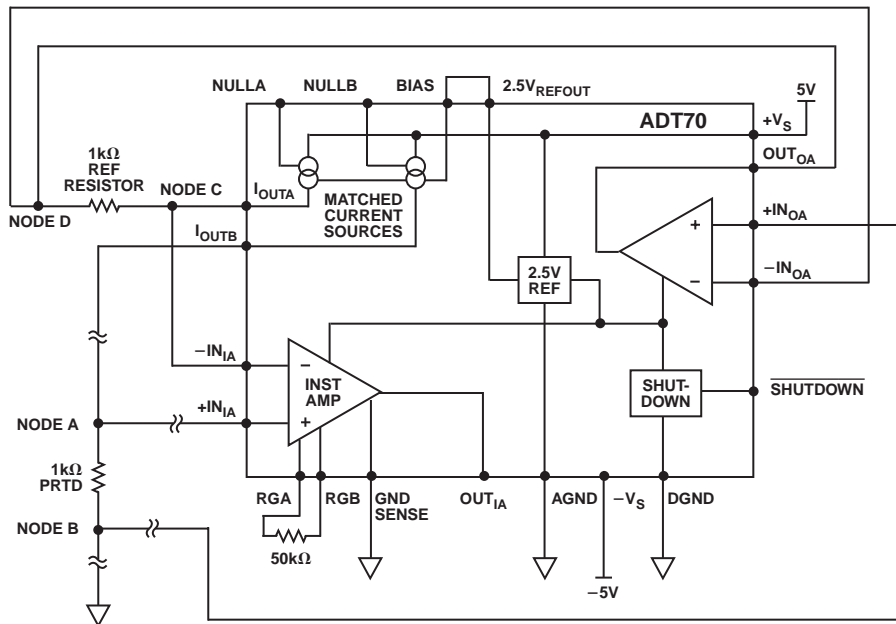 NULLA NULLB BIAS 2.5VREFOUT
5V
ADT70
+VS
OUTOA
1kΩ
REF
RESISTOR
NODE C
IOUTA
MATCHED
CURRENT
SOURCES
NODE D
IOUTB
+INOA
+
−
−INOA
2.5V
REF
−INIA
−
INST
AMP
+
SHUT-
DOWN
SHUTDOWN
NODE A
+INIA
1kΩ
PRTD
NODE B
RGA
RGB
GND
SENSE
OUTIA
AGND
−VS
DGND
50kΩ
−5V